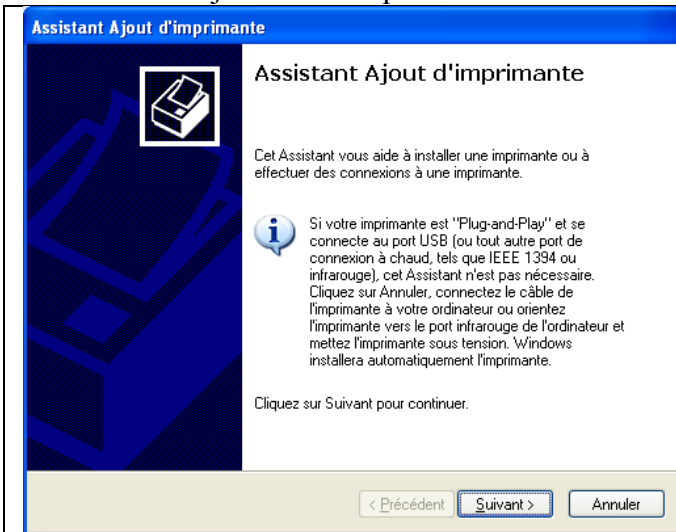 Assistant Ajout d'imprimante
Assistant Ajout d'imprimante
Cet Assistant vous aide à installer une imprimante ou à
effectuer des connexions à une imprimante.
Si votre imprimante est "Plug-and-Play" et se
connecte au port USB (ou tout autre port de
connexion à chaud, tels que IEEE 1394 ou
infrarouge), cet Assistant n'est pas nécessaire.
Cliquez sur Annuler, connectez le câble de
l'imprimante à votre ordinateur ou orientez
l'imprimante vers le port infrarouge de l'ordinateur et
mettez l'imprimante sous tension. Windows
installera automatiquement l'imprimante.
Cliquez sur Suivant pour continuer.
< Précédent Suivant > Annuler